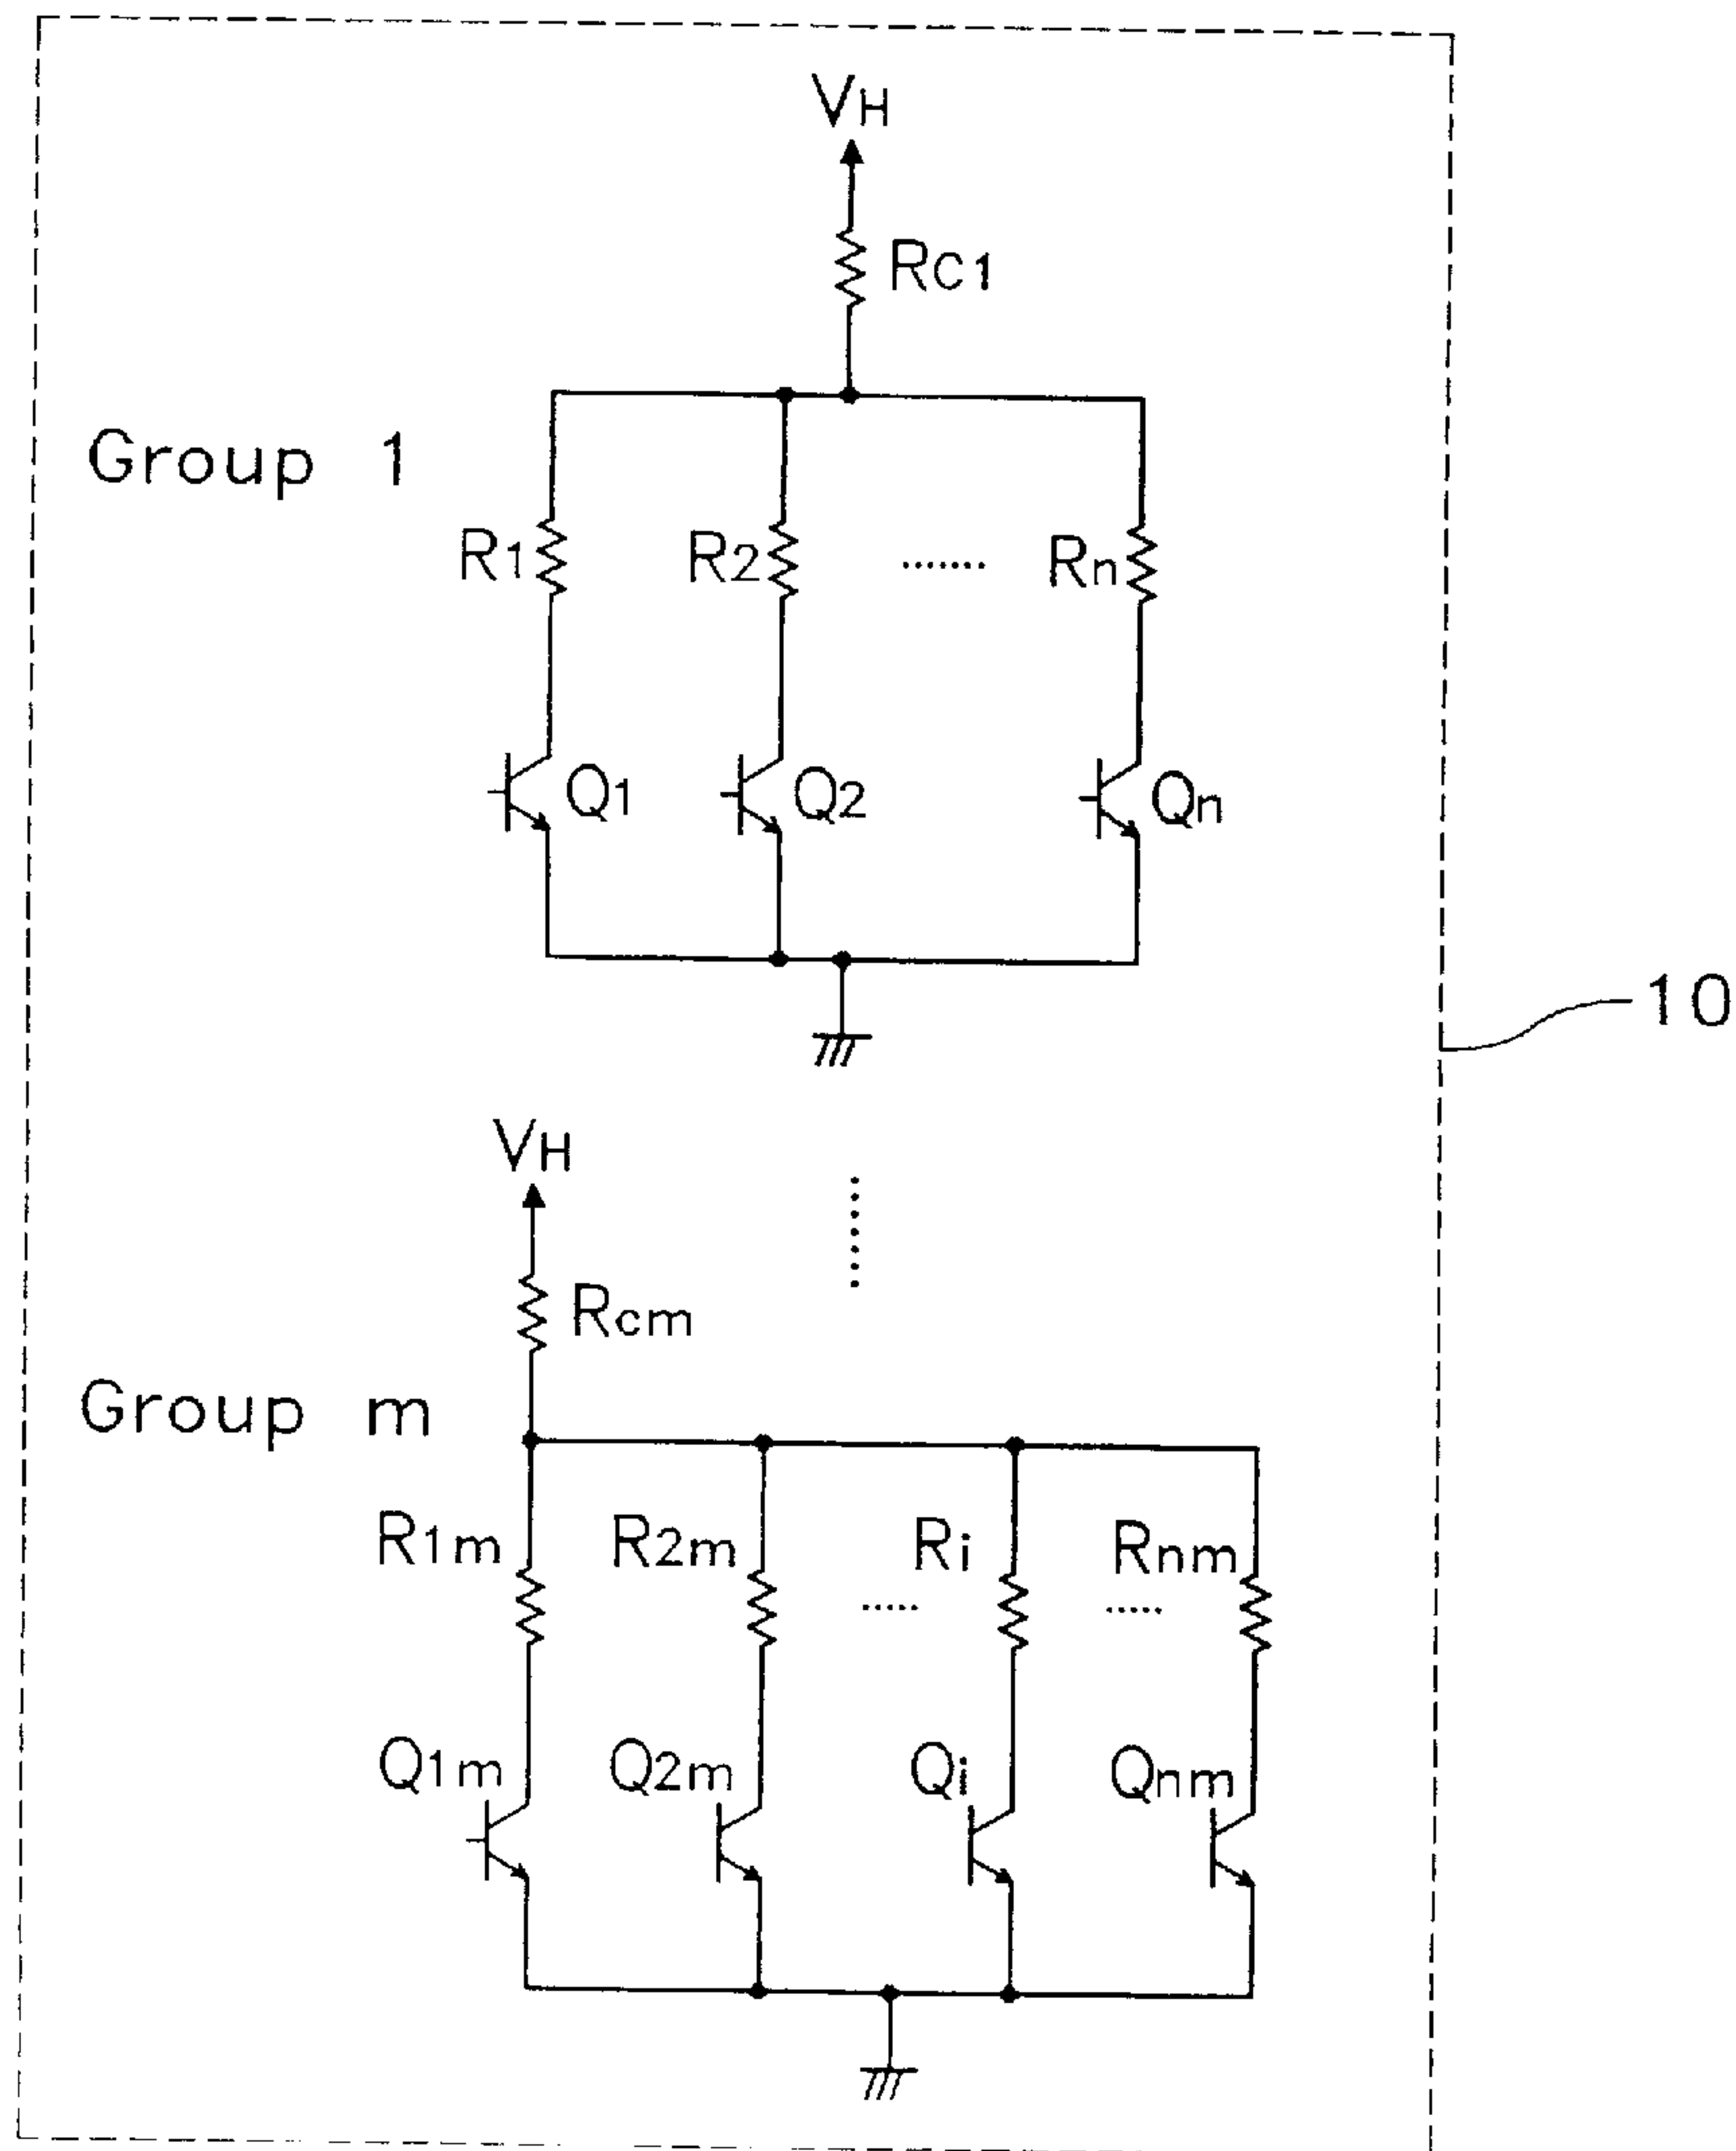 VH
RC1
Group 1
R1 R2 ....... Rn
Q1 Q2 Qn
10
VH
Rcm
Group m
R1m R2m ..... Ri ..... Rnm
Q1m Q2m Qi Qnm